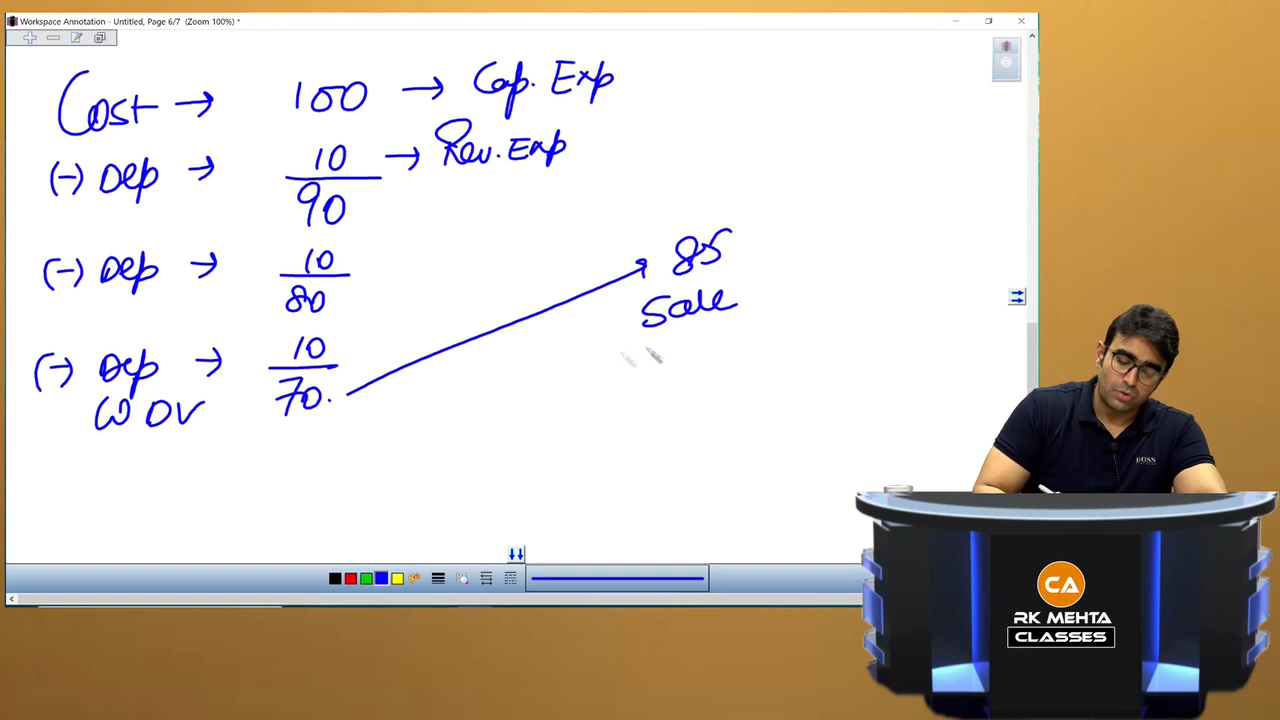 Workspace Annotation - Untitled, Page 6/7 (Zoom 100%) *
Cost → 100 → Cap. Exp
(-) Dep → 10 → Rev. Exp
90
(-) Dep → 10
80
(-) Dep → 10
WDV 70.
85
Sale
BOSS
CA
RK MEHTA
CLASSES